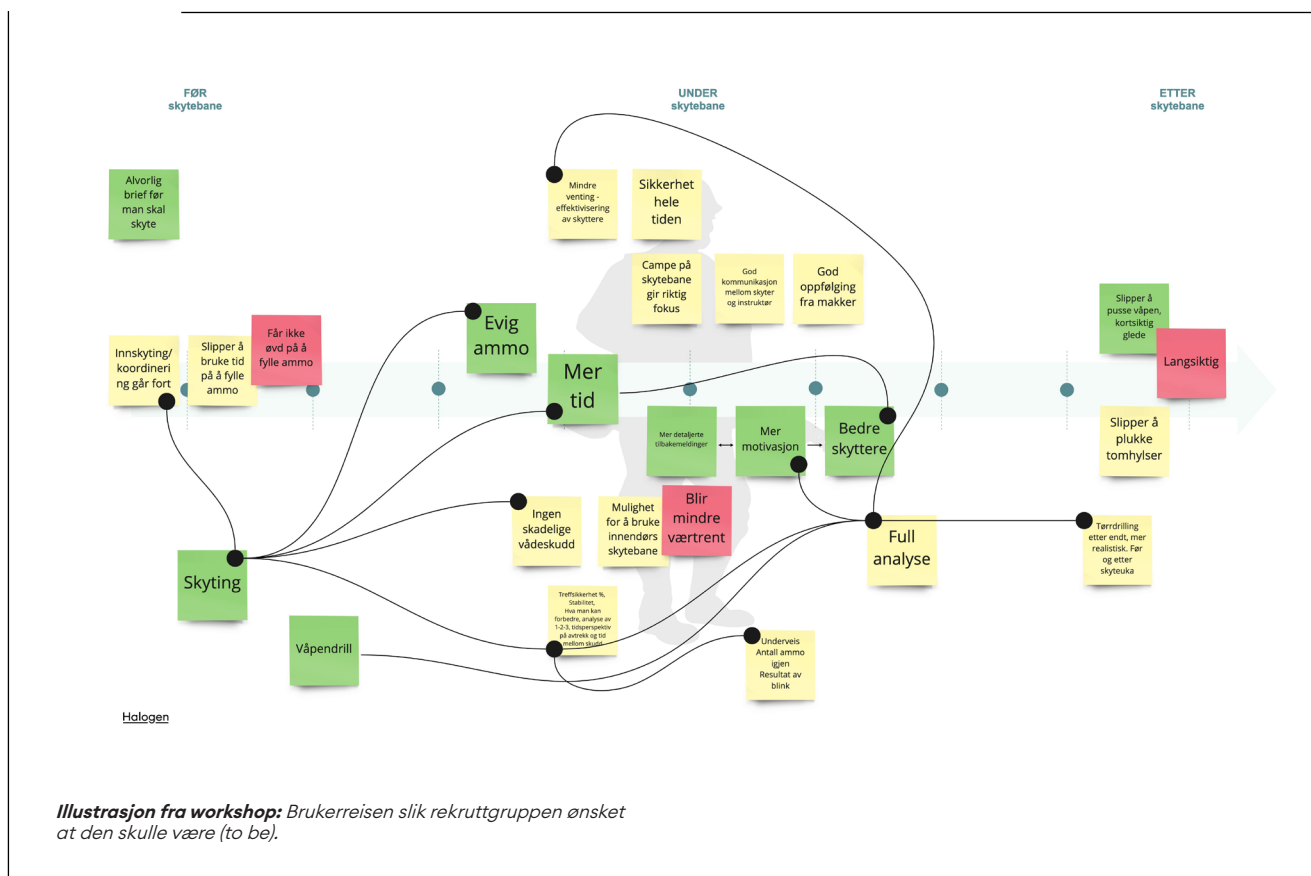 FØR
skytebane
UNDER
skytebane
ETTER
skytebane
Alvorlig
brief før
man skal
skyte
Mindre
venting -
effektivisering
av skyttere
Sikkerhet
hele
tiden
Campe på
skytebane
gir riktig
fokus
God
kommunikasjon
mellom skyter
og instruktør
God
oppfølging
fra makker
Slipper å
pusse våpen,
kortsiktig
glede
Langsiktig
Innskyting/
koordineri
ng går fort
Slipper å
bruke tid
på å fylle
ammo
Får ikke
øvd på å
fylle ammo
Evig
ammo
Mer
tid
Mer detaljerte
tilbakemeldinger
Mer
motivasjon
Bedre
skyttere
Slipper å
plukke
tomhylser
Ingen
skadelige
vådeskudd
Mulighet
for å bruke
innendørs
skytebane
Blir
mindre
værtrent
Full
analyse
Tørrdrilling
etter endt, mer
realistisk. Før
og etter
skyteuka
Skyting
Våpendrill
Treffsikkerhet %,
Stabilitet,
Hva man kan
forbedre, analyse av
1-2-3, tidsperspektiv
på avtrekk og tid
mellom skudd
Underveis
Antall ammo
igjen
Resultat av
blink
Halogen
Illustrasjon fra workshop: Brukerreisen slik rekruttgruppen ønsket
at den skulle være (to be).